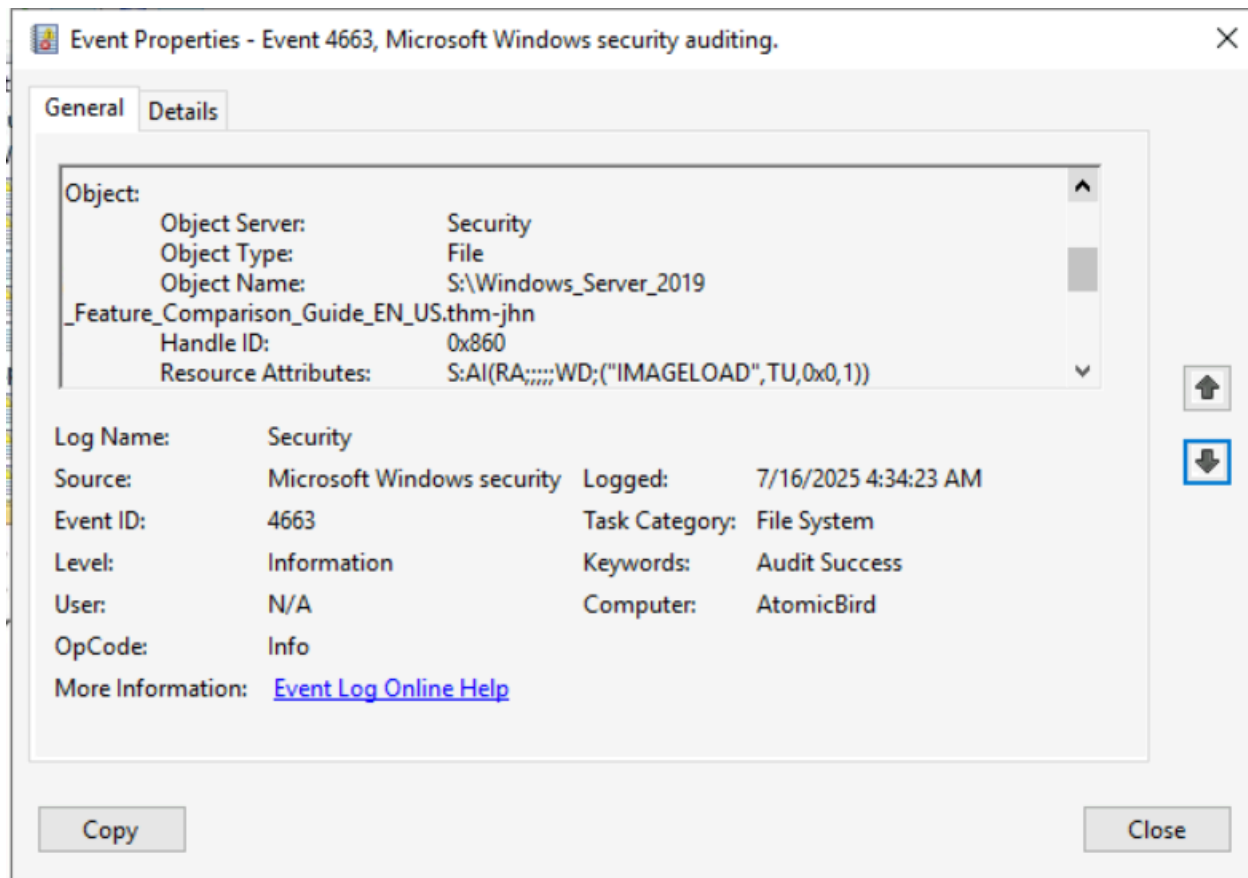 Event Properties - Event 4663, Microsoft Windows security auditing.
General Details
Object:
Object Server: Security
Object Type: File
Object Name: S:\Windows_Server_2019
_Feature_Comparison_Guide_EN_US.thm-jhn
Handle ID: 0x860
Resource Attributes: S:AI(RA;;;;;WD;("IMAGELOAD",TU,0x0,1))
Log Name: Security
Source: Microsoft Windows security Logged: 7/16/2025 4:34:23 AM
Event ID: 4663 Task Category: File System
Level: Information Keywords: Audit Success
User: N/A Computer: AtomicBird
OpCode: Info
More Information: Event Log Online Help
Copy Close